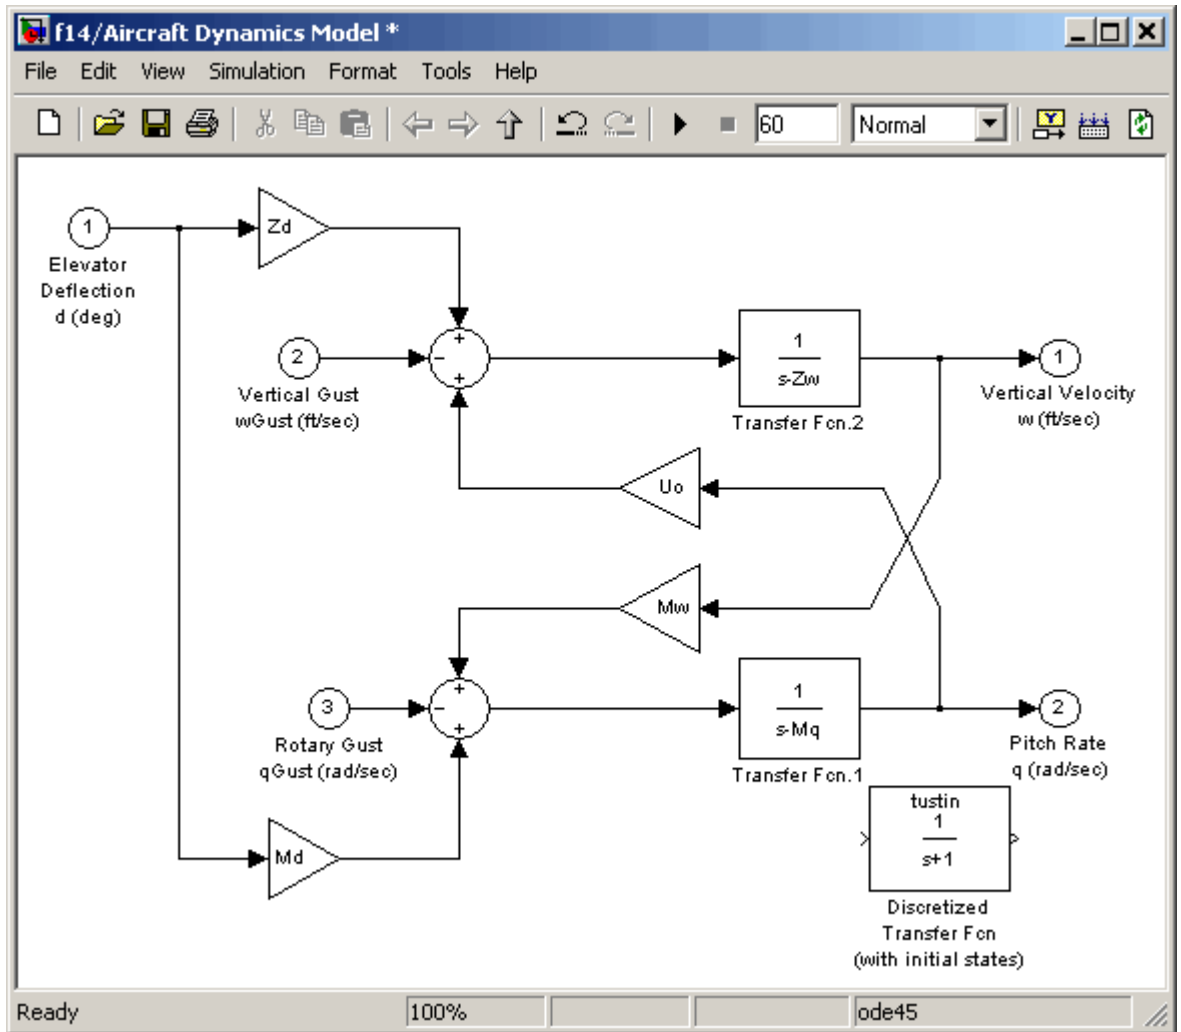 f14/Aircraft Dynamics Model *
File Edit View Simulation Format Tools Help
60 Normal
Y
1
Elevator
Deflection
d (deg)
Zd
2
Vertical Gust
wGust (ft/sec)
+
-
+
1
s-Zw
Transfer Fcn.2
1
Vertical Velocity
w (ft/sec)
Uo
Mw
3
Rotary Gust
qGust (rad/sec)
+
-
+
1
s-Mq
Transfer Fcn.1
2
Pitch Rate
q (rad/sec)
Md
tustin
1
s+1
Discretized
Transfer Fcn
(with initial states)
Ready 100% ode45